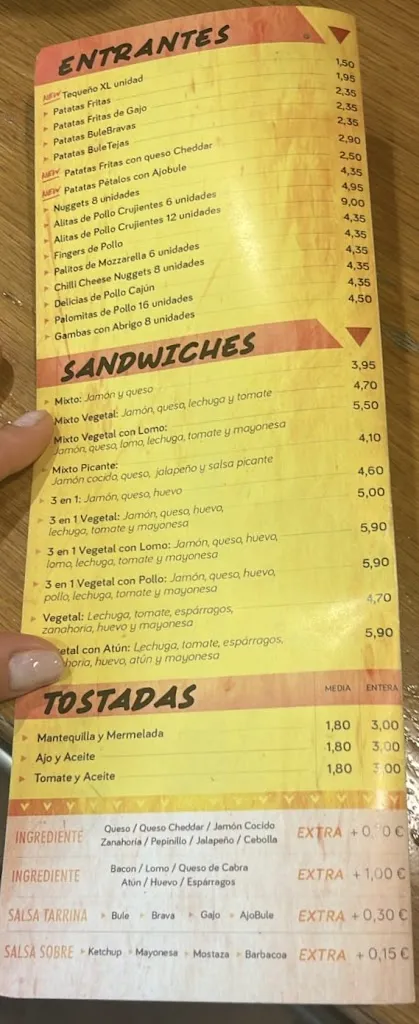 ENTRANTES
NEW Tequeño XL unidad 1,50
Patatas Fritas 1,95
Patatas Fritas de Gajo 2,35
Patatas BuleBravas 2,35
Patatas BuleTejas 2,35
NEW Patatas Fritas con queso Cheddar 2,90
NEW Patatas Pétalos con Ajobule 2,50
Nuggets 8 unidades 4,35
Alitas de Pollo Crujientes 6 unidades 4,95
Alitas de Pollo Crujientes 12 unidades 9,00
Fingers de Pollo 4,35
Palitos de Mozzarella 6 unidades 4,35
Chilli Cheese Nuggets 8 unidades 4,35
Delicias de Pollo Cajún 4,35
Palomitas de Pollo 16 unidades 4,35
Gambas con Abrigo 8 unidades 4,50
SANDWICHES
Mixto: Jamón y queso 3,95
Mixto Vegetal: Jamón, queso, lechuga y tomate 4,70
Mixto Vegetal con Lomo: 5,50
Jamón, queso, lomo, lechuga, tomate y mayonesa
Mixto Picante: 4,10
Jamón cocido, queso, jalapeño y salsa picante
3 en 1: Jamón, queso, huevo 4,60
3 en 1 Vegetal: Jamón, queso, huevo, 5,00
lechuga, tomate y mayonesa
3 en 1 Vegetal con Lomo: Jamón, queso, huevo, 5,90
lomo, lechuga, tomate y mayonesa
3 en 1 Vegetal con Pollo: Jamón, queso, huevo, 5,90
pollo, lechuga, tomate y mayonesa
Vegetal: Lechuga, tomate, espárragos, 4,70
zanahoria, huevo y mayonesa
etal con Atún: Lechuga, tomate, espárragos, 5,90
horia, huevo, atún y mayonesa
TOSTADAS MEDIA ENTERA
Mantequilla y Mermelada 1,80 3,00
Ajo y Aceite 1,80 3,00
Tomate y Aceite 1,80 3,00
Queso / Queso Cheddar / Jamón Cocido
INGREDIENTE EXTRA
Zanahoria / Pepinillo / Jalapeño / Cebolla
Bacon / Lomo / Queso de Cabra
INGREDIENTE EXTRA + 1,00 €
Atún / Huevo / Espárragos
SALSA TARRINA Bule Brava Gajo AjoBule EXTRA + 0,30 €
SALSA SOBRE Ketchup Mayonesa Mostaza Barbacoa EXTRA + 0,15 €